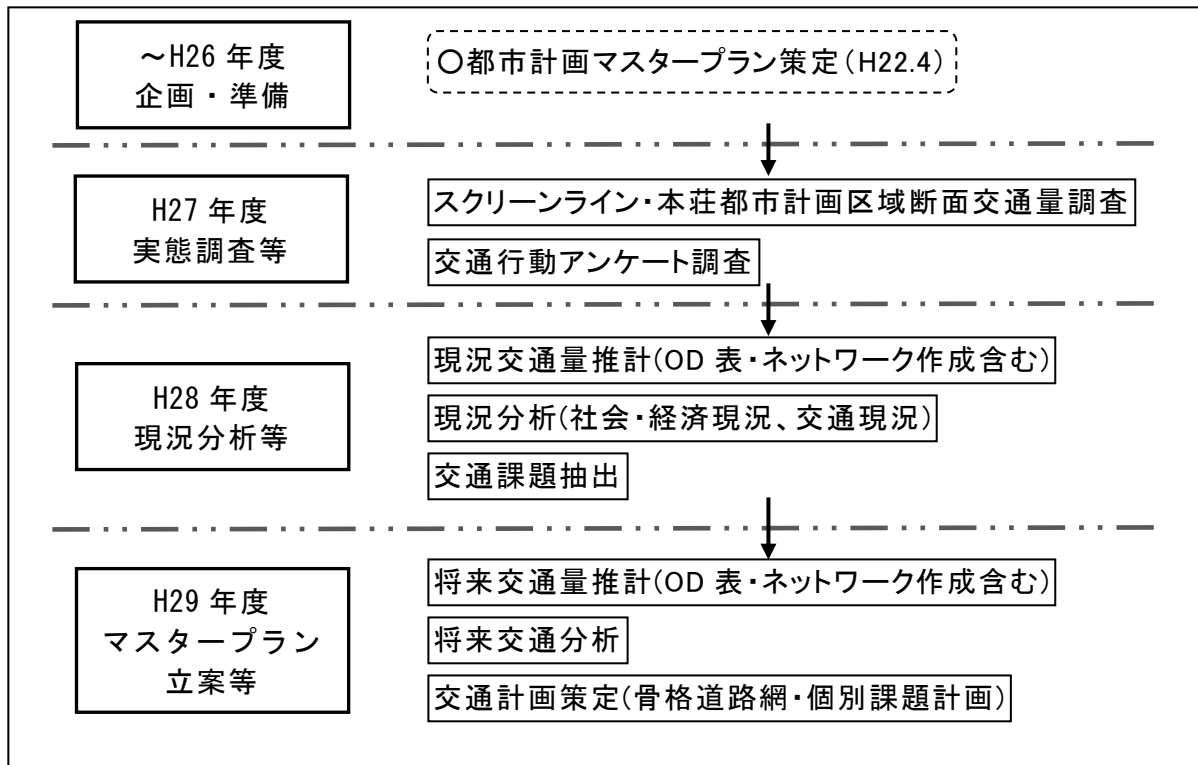 ～H26 年度
企画・準備
〇都市計画マスタープラン策定（H22.4）
H27 年度
実態調査等
スクリーンライン・本荘都市計画区域断面交通量調査
交通行動アンケート調査
H28 年度
現況分析等
現況交通量推計(OD 表・ネットワーク作成含む)
現況分析(社会・経済現況、交通現況)
交通課題抽出
H29 年度
マスタープラン
立案等
将来交通量推計(OD 表・ネットワーク作成含む)
将来交通分析
交通計画策定(骨格道路網・個別課題計画)